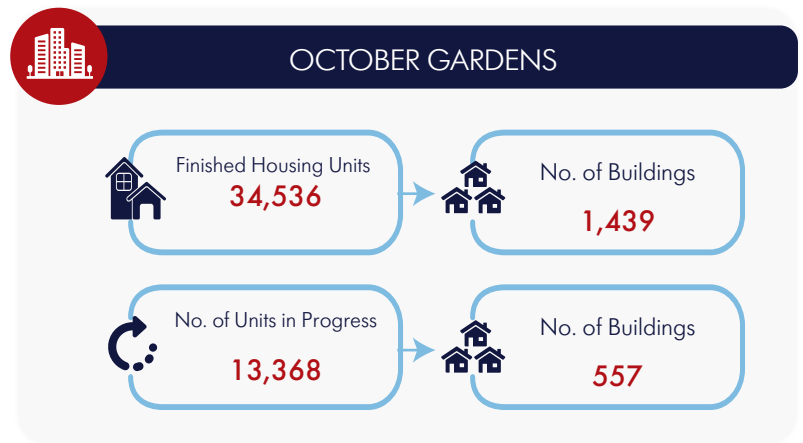 OCTOBER GARDENS
Finished Housing Units
34,536
No. of Buildings
1,439
No. of Units in Progress
13,368
No. of Buildings
557